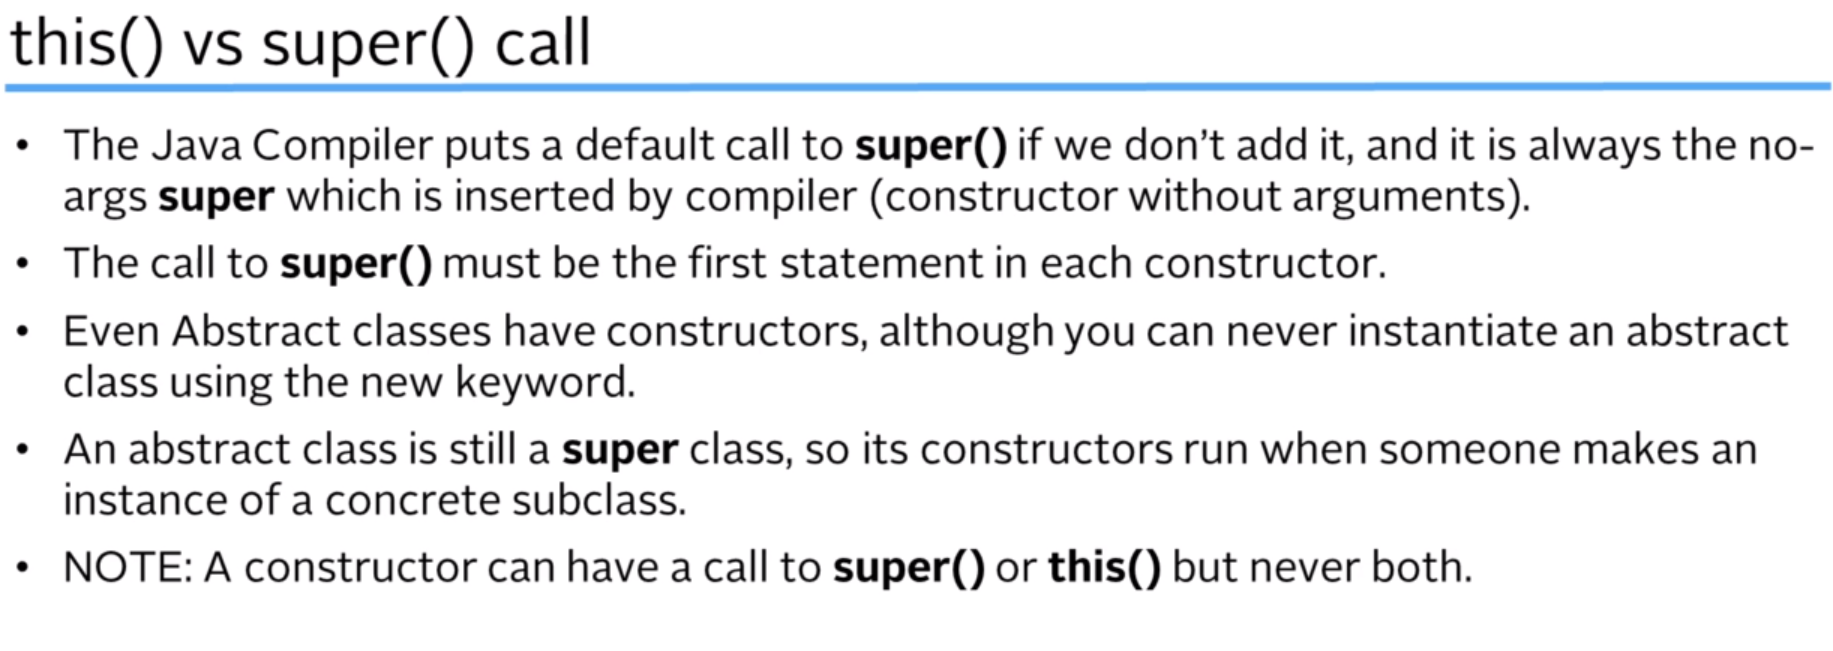 this() vs super() call
• The Java Compiler puts a default call to super() if we don't add it, and it is always the no-
args super which is inserted by compiler (constructor without arguments).
• The call to super() must be the first statement in each constructor.
• Even Abstract classes have constructors, although you can never instantiate an abstract
class using the new keyword.
• An abstract class is still a super class, so its constructors run when someone makes an
instance of a concrete subclass.
• NOTE: A constructor can have a call to super() or this() but never both.